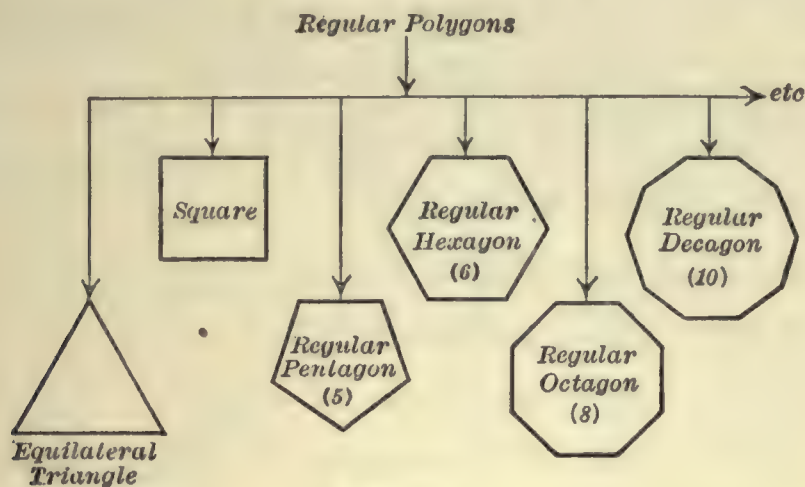 Regular Polygons
etc
Square
Regular
Hexagon
(6)
Regular
Decagon
(10)
Regular
Pentagon
(5)
Regular
Octagon
(8)
Equilateral
Triangle